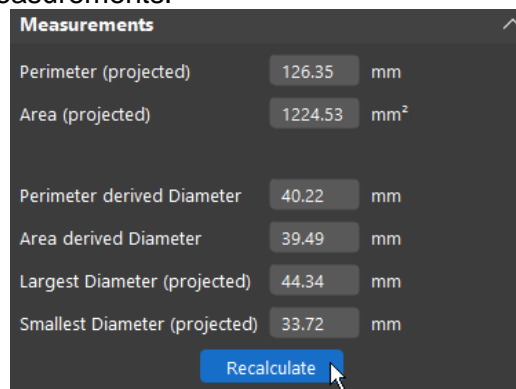 Measurements
Perimeter (projected) 126.35 mm
Area (projected) 1224.53 mm²
Perimeter derived Diameter 40.22 mm
Area derived Diameter 39.49 mm
Largest Diameter (projected) 44.34 mm
Smallest Diameter (projected) 33.72 mm
Recalculate